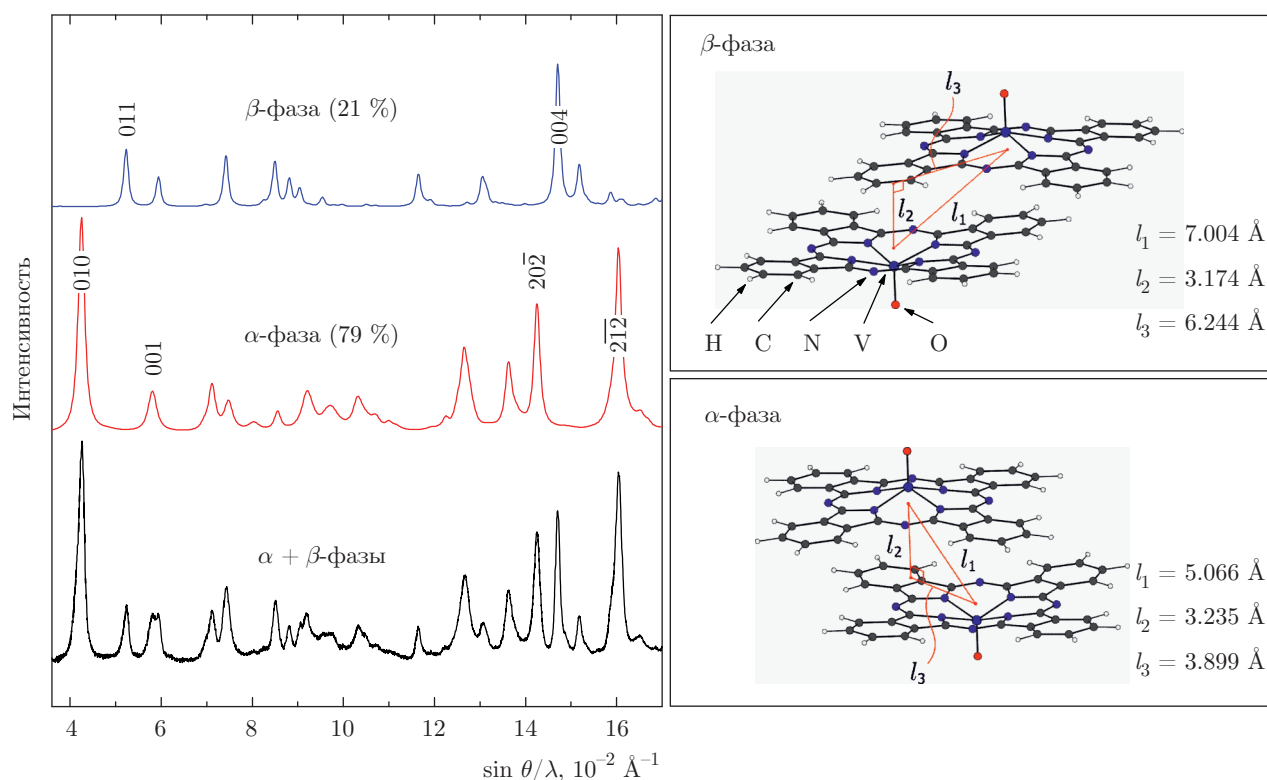 Интенсивность
β-фаза (21 %)
011
004
α-фаза (79 %)
010
001
202̅
2̅1̅2
α + β-фазы
4
6
8
10
12
14
16
sin θ/λ, 10⁻² Å⁻¹
β-фаза
l₃
l₂
l₁
l₁ = 7.004 Å
l₂ = 3.174 Å
l₃ = 6.244 Å
H C N V O
α-фаза
l₂
l₁
l₃
l₁ = 5.066 Å
l₂ = 3.235 Å
l₃ = 3.899 Å